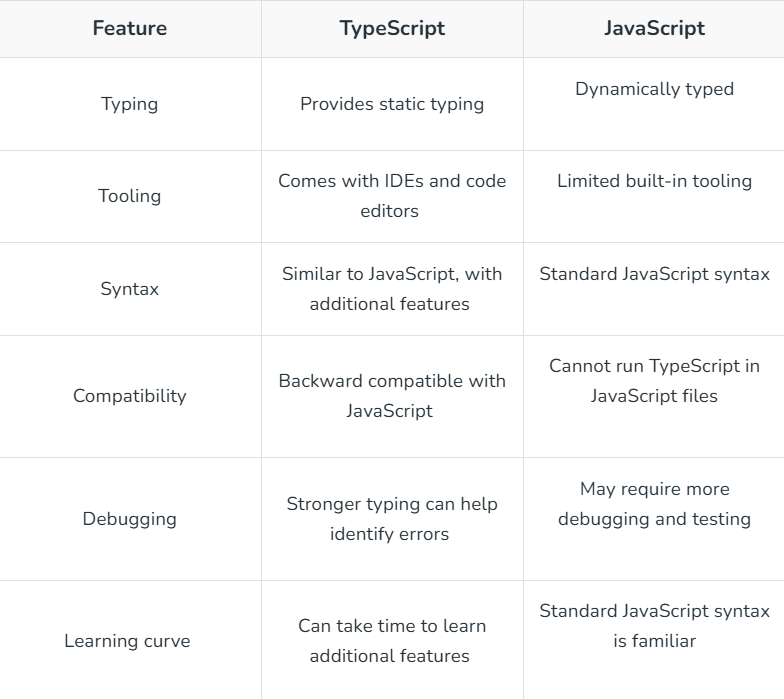 Feature TypeScript JavaScript
Typing Provides static typing Dynamically typed
Tooling Comes with IDEs and code Limited built-in tooling
editors
Syntax Similar to JavaScript, with Standard JavaScript syntax
additional features
Compatibility Backward compatible with Cannot run TypeScript in
JavaScript JavaScript files
Debugging Stronger typing can help May require more
identify errors debugging and testing
Learning curve Can take time to learn Standard JavaScript syntax
additional features is familiar